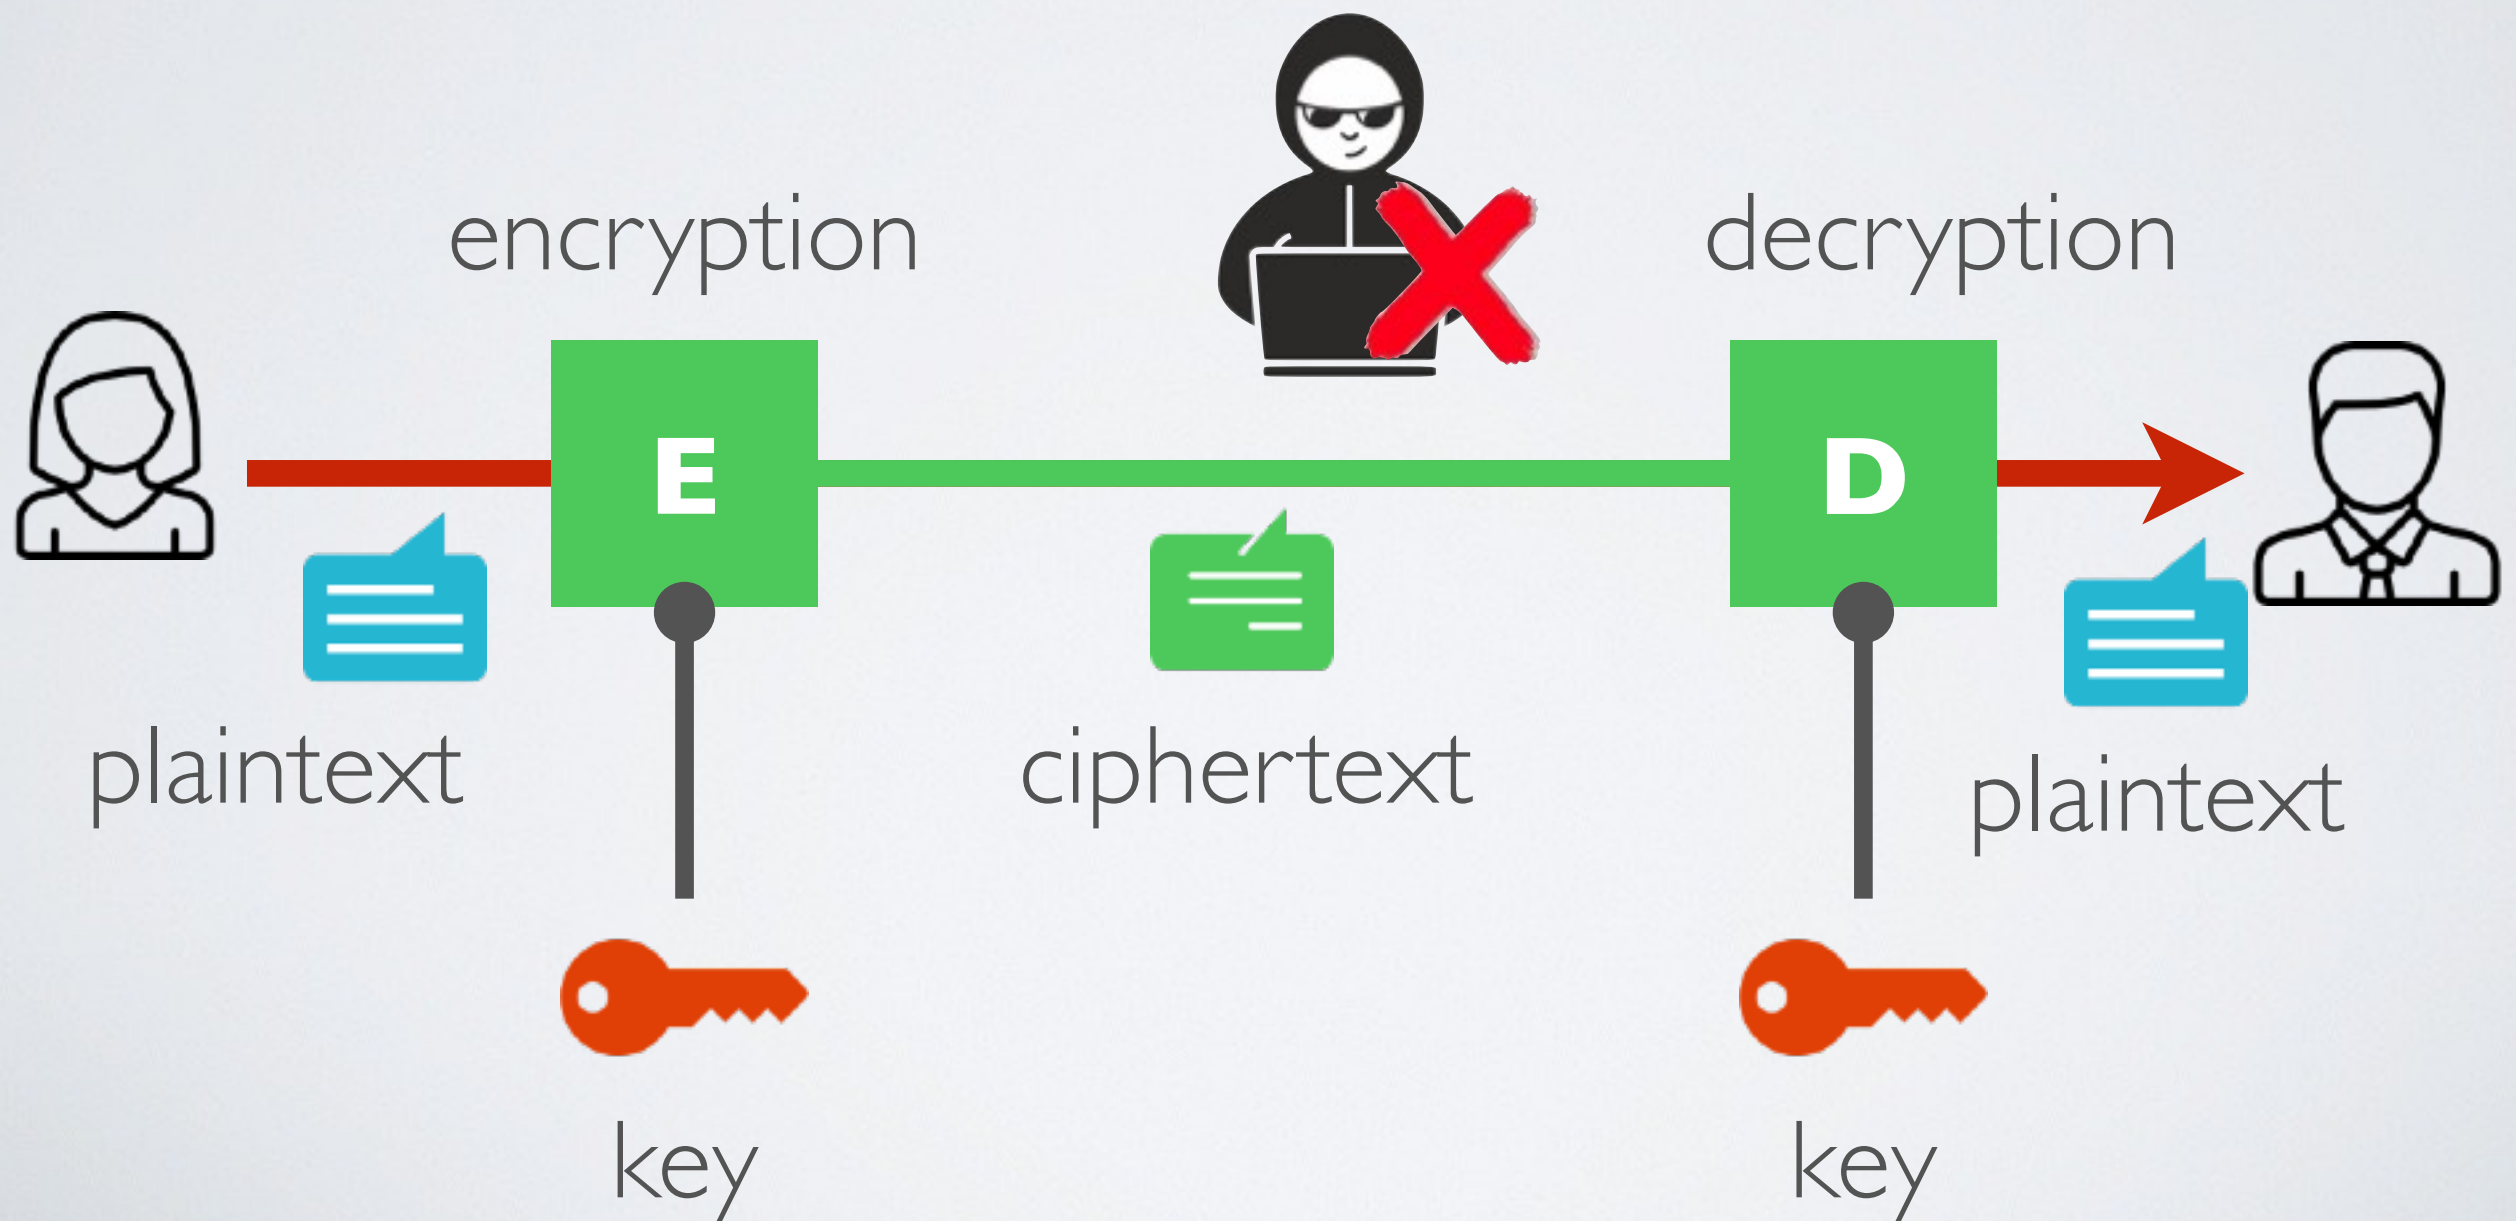 encryption
decryption
E
D
plaintext
ciphertext
plaintext
key
key